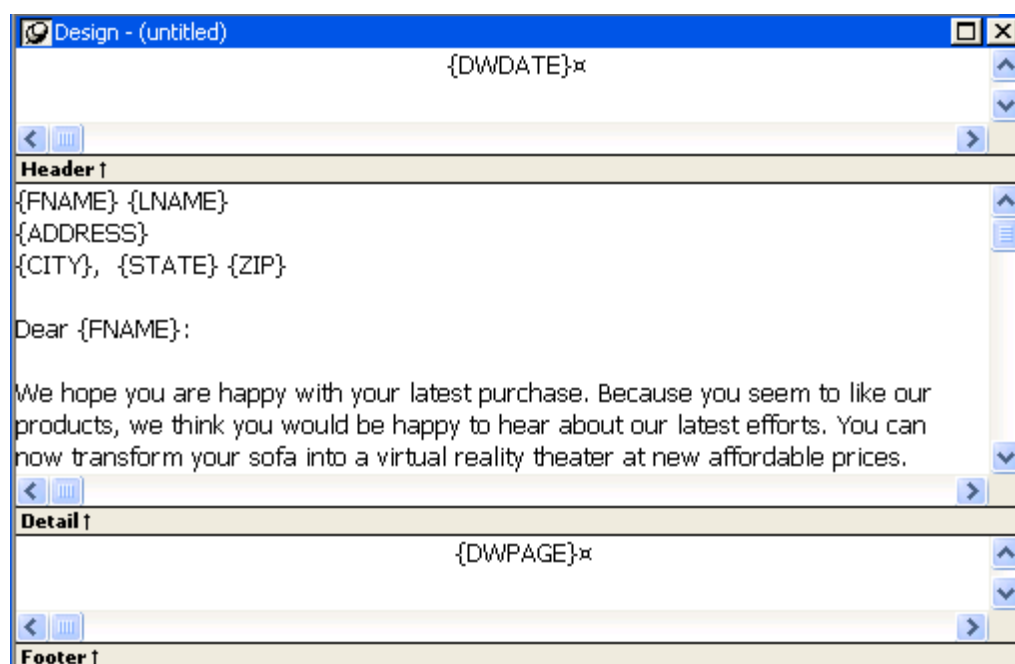 Design - (untitled)
{DWDATE}¤
Header ↑
{FNAME} {LNAME}
{ADDRESS}
{CITY},  {STATE} {ZIP}
Dear {FNAME}:
We hope you are happy with your latest purchase. Because you seem to like our
products, we think you would be happy to hear about our latest efforts. You can
now transform your sofa into a virtual reality theater at new affordable prices.
Detail ↑
{DWPAGE}¤
Footer ↑